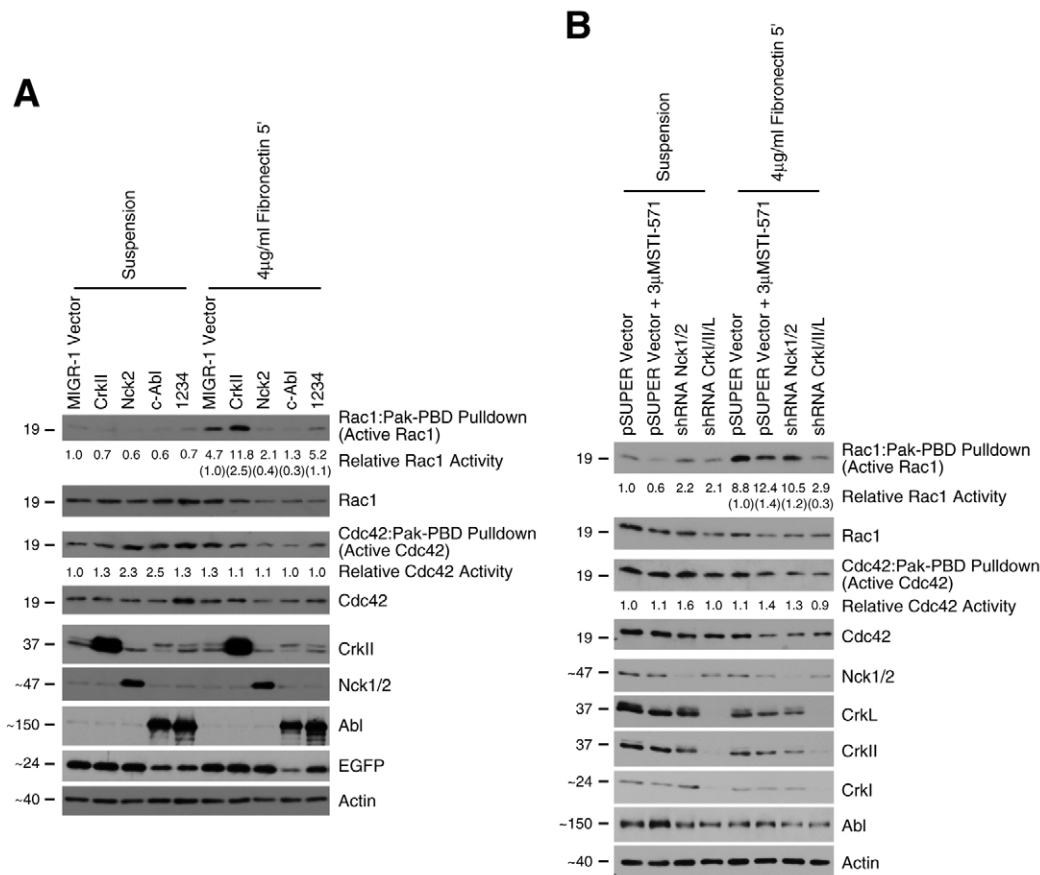 A
Suspension
4µg/ml Fibronectin 5'
MIGR-1 Vector
CrkII
Nck2
c-Abl
1234
MIGR-1 Vector
CrkII
Nck2
c-Abl
1234
19
Rac1:Pak-PBD Pulldown
(Active Rac1)
1.0 0.7 0.6 0.6 0.7 4.7 11.8 2.1 1.3 5.2
Relative Rac1 Activity
(1.0) (2.5) (0.4) (0.3) (1.1)
19
Rac1
19
Cdc42:Pak-PBD Pulldown
(Active Cdc42)
1.0 1.3 2.3 2.5 1.3 1.3 1.1 1.1 1.0 1.0
Relative Cdc42 Activity
19
Cdc42
37
CrkII
~47
Nck1/2
~150
Abl
~24
EGFP
~40
Actin
B
Suspension
4µg/ml Fibronectin 5'
pSUPER Vector
pSUPER Vector + 3µMSTI-571
shRNA Nck1/2
shRNA CrkI/II/L
pSUPER Vector
pSUPER Vector + 3µMSTI-571
shRNA Nck1/2
shRNA CrkI/II/L
19
Rac1:Pak-PBD Pulldown
(Active Rac1)
1.0 0.6 2.2 2.1 8.8 12.4 10.5 2.9
Relative Rac1 Activity
(1.0) (1.4) (1.2) (0.3)
19
Rac1
19
Cdc42:Pak-PBD Pulldown
(Active Cdc42)
1.0 1.1 1.6 1.0 1.1 1.4 1.3 0.9
Relative Cdc42 Activity
19
Cdc42
~47
Nck1/2
37
CrkL
37
CrkII
~24
CrkI
~150
Abl
~40
Actin